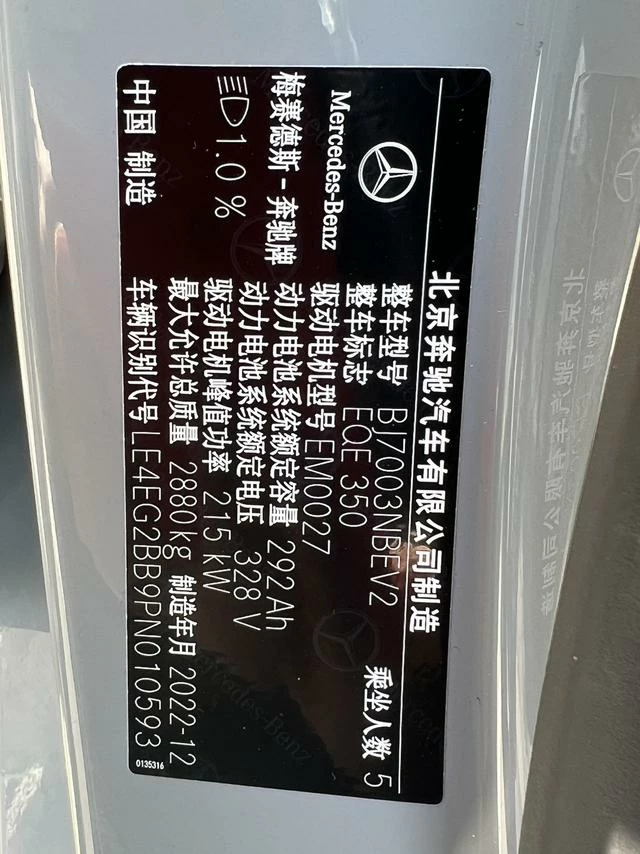 北京奔驰汽车有限公司制造
整车型号 BJ7003NBEV2 乘坐人数 5
整车标志 EQE 350
驱动电机型号 EM0027
动力电池系统额定容量 292Ah
动力电池系统额定电压 328 V
驱动电机峰值功率 215 kW
最大允许总质量 2880kg 制造年月 2022-12
车辆识别代号 LE4EG2BB9PN010593
Mercedes-Benz
梅赛德斯-奔驰牌
1.0 %
中国 制造
0135316